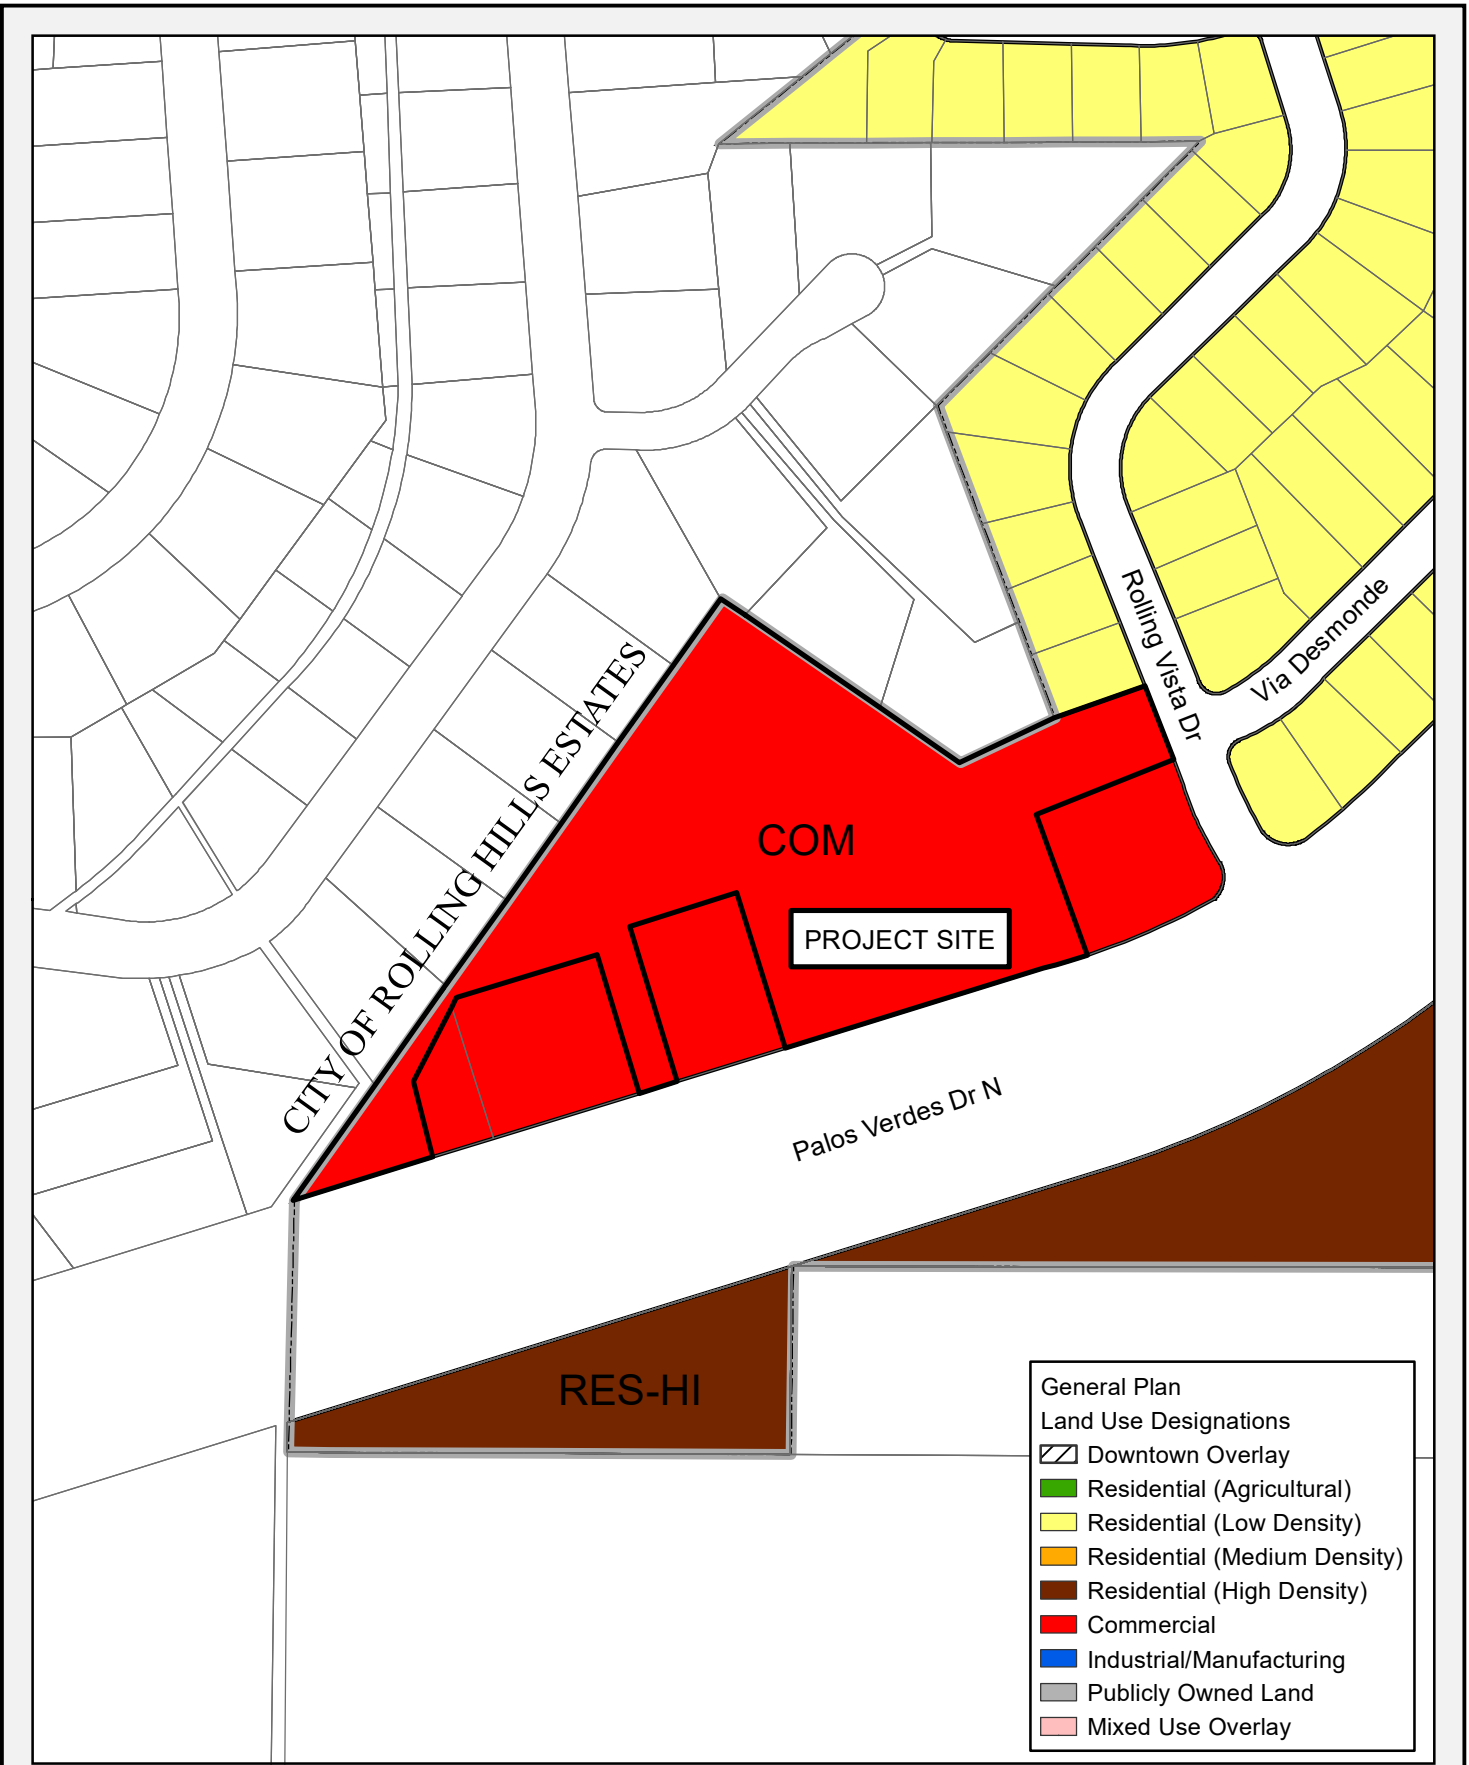 Rolling Vista Dr
Via Desmonde
CITY OF ROLLING HILLS ESTATES
COM
PROJECT SITE
Palos Verdes Dr N
RES-HI
General Plan
Land Use Designations
Downtown Overlay
Residential (Agricultural)
Residential (Low Density)
Residential (Medium Density)
Residential (High Density)
Commercial
Industrial/Manufacturing
Publicly Owned Land
Mixed Use Overlay